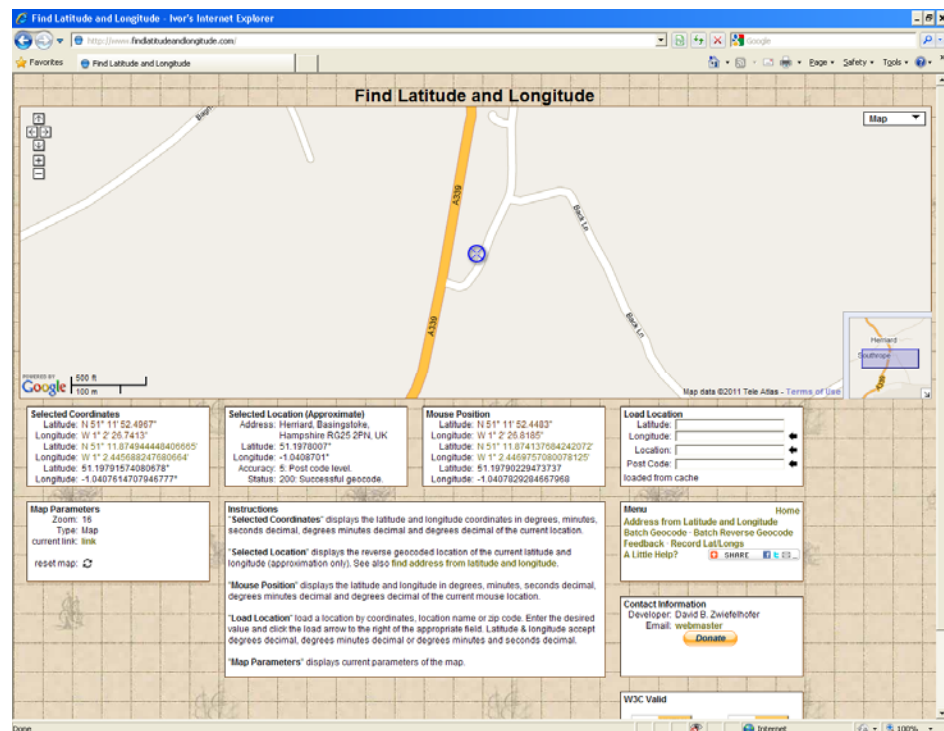 Find Latitude and Longitude - Ivor's Internet Explorer
http://www.findlatitudeandlongitude.com/
Google
Favorites
Find Latitude and Longitude
Page
Safety
Tools
Find Latitude and Longitude
Map
A339
Back Ln
A339
Back Ln
Herriard
Southrope
A339
POWERED BY
Google
500 ft
100 m
Map data ©2011 Tele Atlas - Terms of Use
Selected Coordinates
Latitude: N 51° 11' 52.4967"
Longitude: W 1° 2' 26.7413"
Latitude: N 51° 11.874944448406665'
Longitude: W 1° 2.445688247680664'
Latitude: 51.19791574080678°
Longitude: -1.0407614707946777°
Selected Location (Approximate)
Address: Herriard, Basingstoke,
Hampshire RG25 2PN, UK
Latitude: 51.1978007°
Longitude: -1.0408701°
Accuracy: 5: Post code level.
Status: 200: Successful geocode.
Mouse Position
Latitude: N 51° 11' 52.4483"
Longitude: W 1° 2' 26.8185"
Latitude: N 51° 11.874137684242072'
Longitude: W 1° 2.4469757080078125'
Latitude: 51.19790229473737
Longitude: -1.0407829284667968
Load Location
Latitude:
Longitude:
Location:
Post Code:
loaded from cache
Map Parameters
Zoom: 16
Type: Map
current link: link
reset map:
Instructions
"Selected Coordinates" displays the latitude and longitude coordinates in degrees, minutes,
seconds decimal, degrees minutes decimal and degrees decimal of the current location.
"Selected Location" displays the reverse geocoded location of the current latitude and
longitude (approximation only). See also find address from latitude and longitude.
"Mouse Position" displays the latitude and longitude in degrees, minutes, seconds decimal,
degrees minutes decimal and degrees decimal of the current mouse location.
"Load Location" load a location by coordinates, location name or zip code. Enter the desired
value and click the load arrow to the right of the appropriate field. Latitude & longitude accept
degrees decimal, degrees minutes decimal or degrees minutes and seconds decimal.
"Map Parameters" displays current parameters of the map.
Menu
Home
Address from Latitude and Longitude
Batch Geocode - Batch Reverse Geocode
Feedback - Record Lat/Longs
A Little Help?
SHARE
Contact Information
Developer: David B. Zwiefelhofer
Email: webmaster
Donate
W3C Valid
Done
Internet
100%